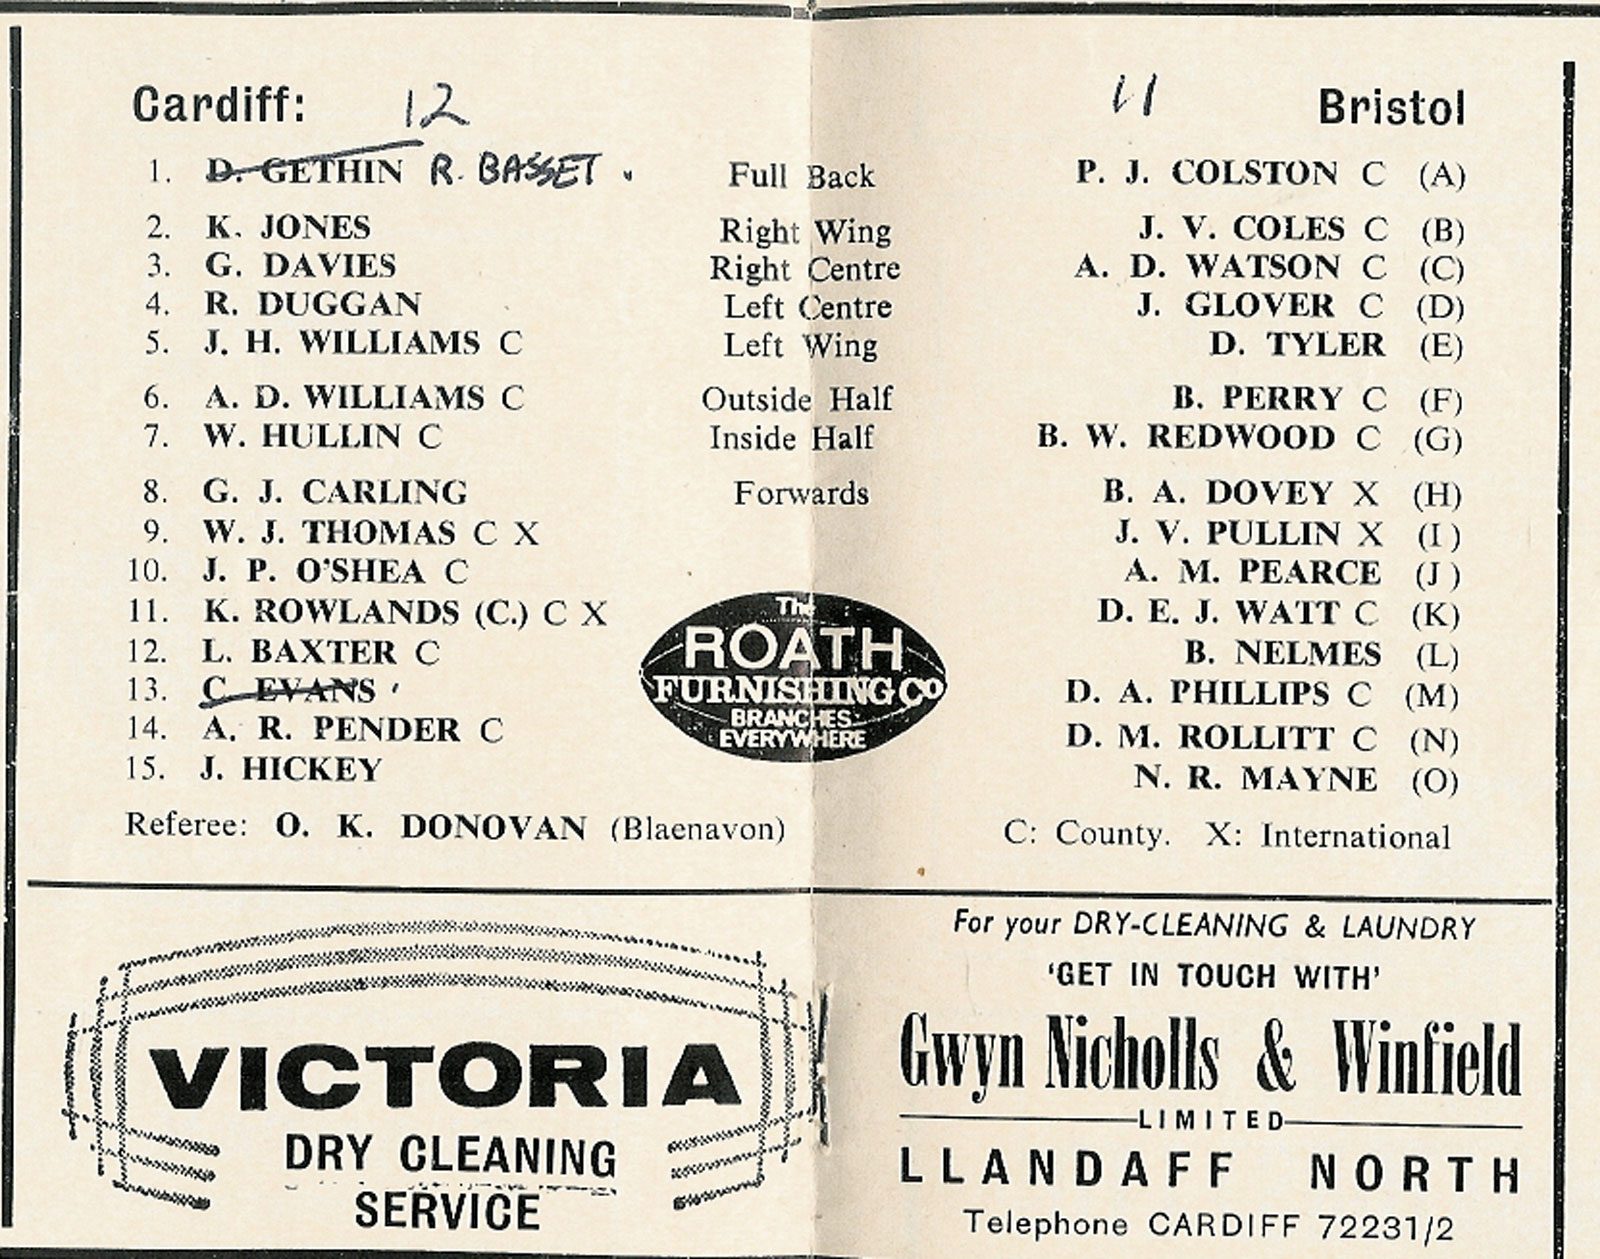 Cardiff: 12
11 Bristol
1. D. GETHIN R. BASSET . Full Back P. J. COLSTON C (A)
2. K. JONES Right Wing J. V. COLES C (B)
3. G. DAVIES Right Centre A. D. WATSON C (C)
4. R. DUGGAN Left Centre J. GLOVER C (D)
5. J. H. WILLIAMS C Left Wing D. TYLER (E)
6. A. D. WILLIAMS C Outside Half B. PERRY C (F)
7. W. HULLIN C Inside Half B. W. REDWOOD C (G)
8. G. J. CARLING Forwards B. A. DOVEY X (H)
9. W. J. THOMAS C X J. V. PULLIN X (I)
10. J. P. O'SHEA C A. M. PEARCE (J)
11. K. ROWLANDS (C.) C X D. E. J. WATT C (K)
12. L. BAXTER C B. NELMES (L)
13. C. EVANS D. A. PHILLIPS C (M)
14. A. R. PENDER C D. M. ROLLITT C (N)
15. J. HICKEY N. R. MAYNE (O)
The
ROATH
FURNISHING Co
BRANCHES
EVERYWHERE
Referee: O. K. DONOVAN (Blaenavon)
C: County. X: International
VICTORIA
DRY CLEANING
SERVICE
For your DRY-CLEANING & LAUNDRY
'GET IN TOUCH WITH'
Gwyn Nicholls & Winfield
LIMITED
LLANDAFF NORTH
Telephone CARDIFF 72231/2